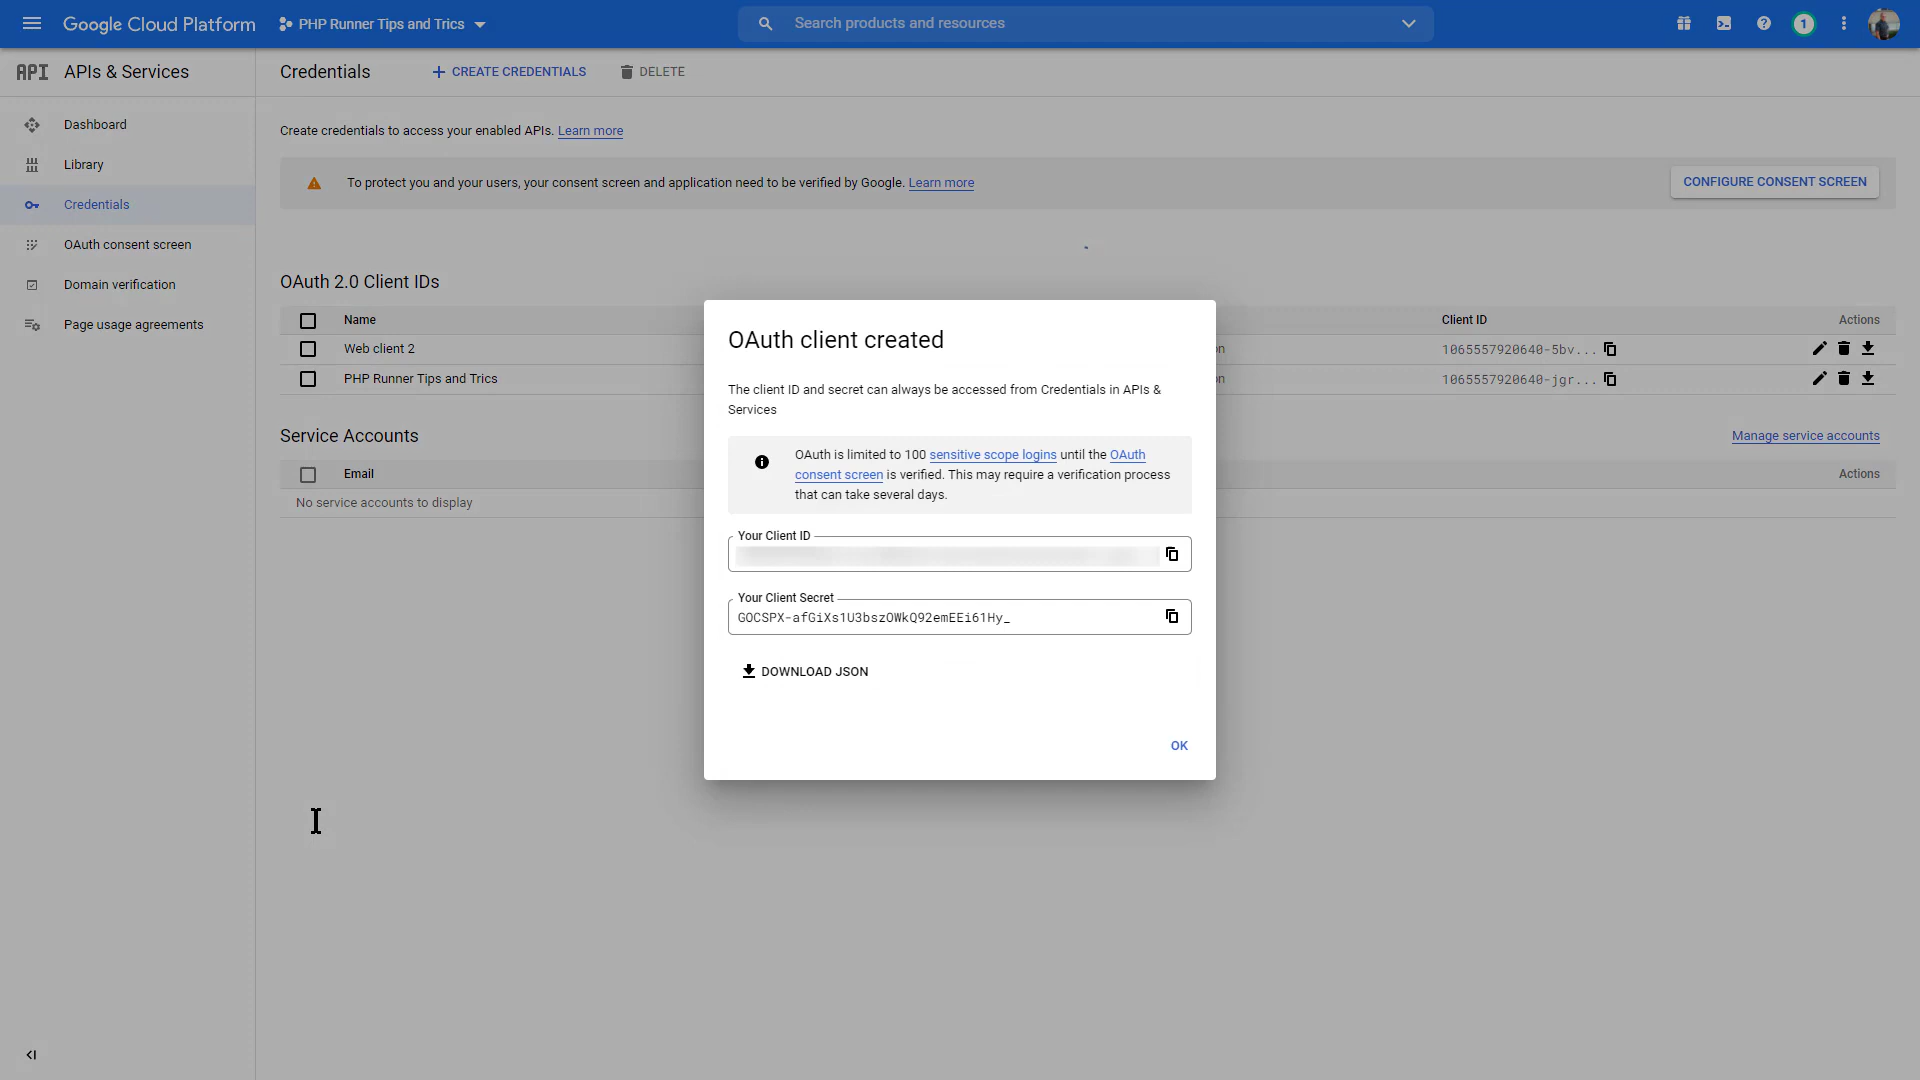 Google Cloud Platform
PHP Runner Tips and Trics
Search products and resources
1
API APIs & Services
Credentials
CREATE CREDENTIALS
DELETE
Dashboard
Library
Credentials
OAuth consent screen
Domain verification
Page usage agreements
Create credentials to access your enabled APIs. Learn more
To protect you and your users, your consent screen and application need to be verified by Google. Learn more
CONFIGURE CONSENT SCREEN
OAuth 2.0 Client IDs
Name Client ID Actions
Web client 2 on 1065557920640-5bv...
PHP Runner Tips and Trics on 1065557920640-jgr...
Service Accounts
Manage service accounts
Email Actions
No service accounts to display
OAuth client created
The client ID and secret can always be accessed from Credentials in APIs &
Services
OAuth is limited to 100 sensitive scope logins until the OAuth
consent screen is verified. This may require a verification process
that can take several days.
Your Client ID
Your Client Secret
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
DOWNLOAD JSON
OK